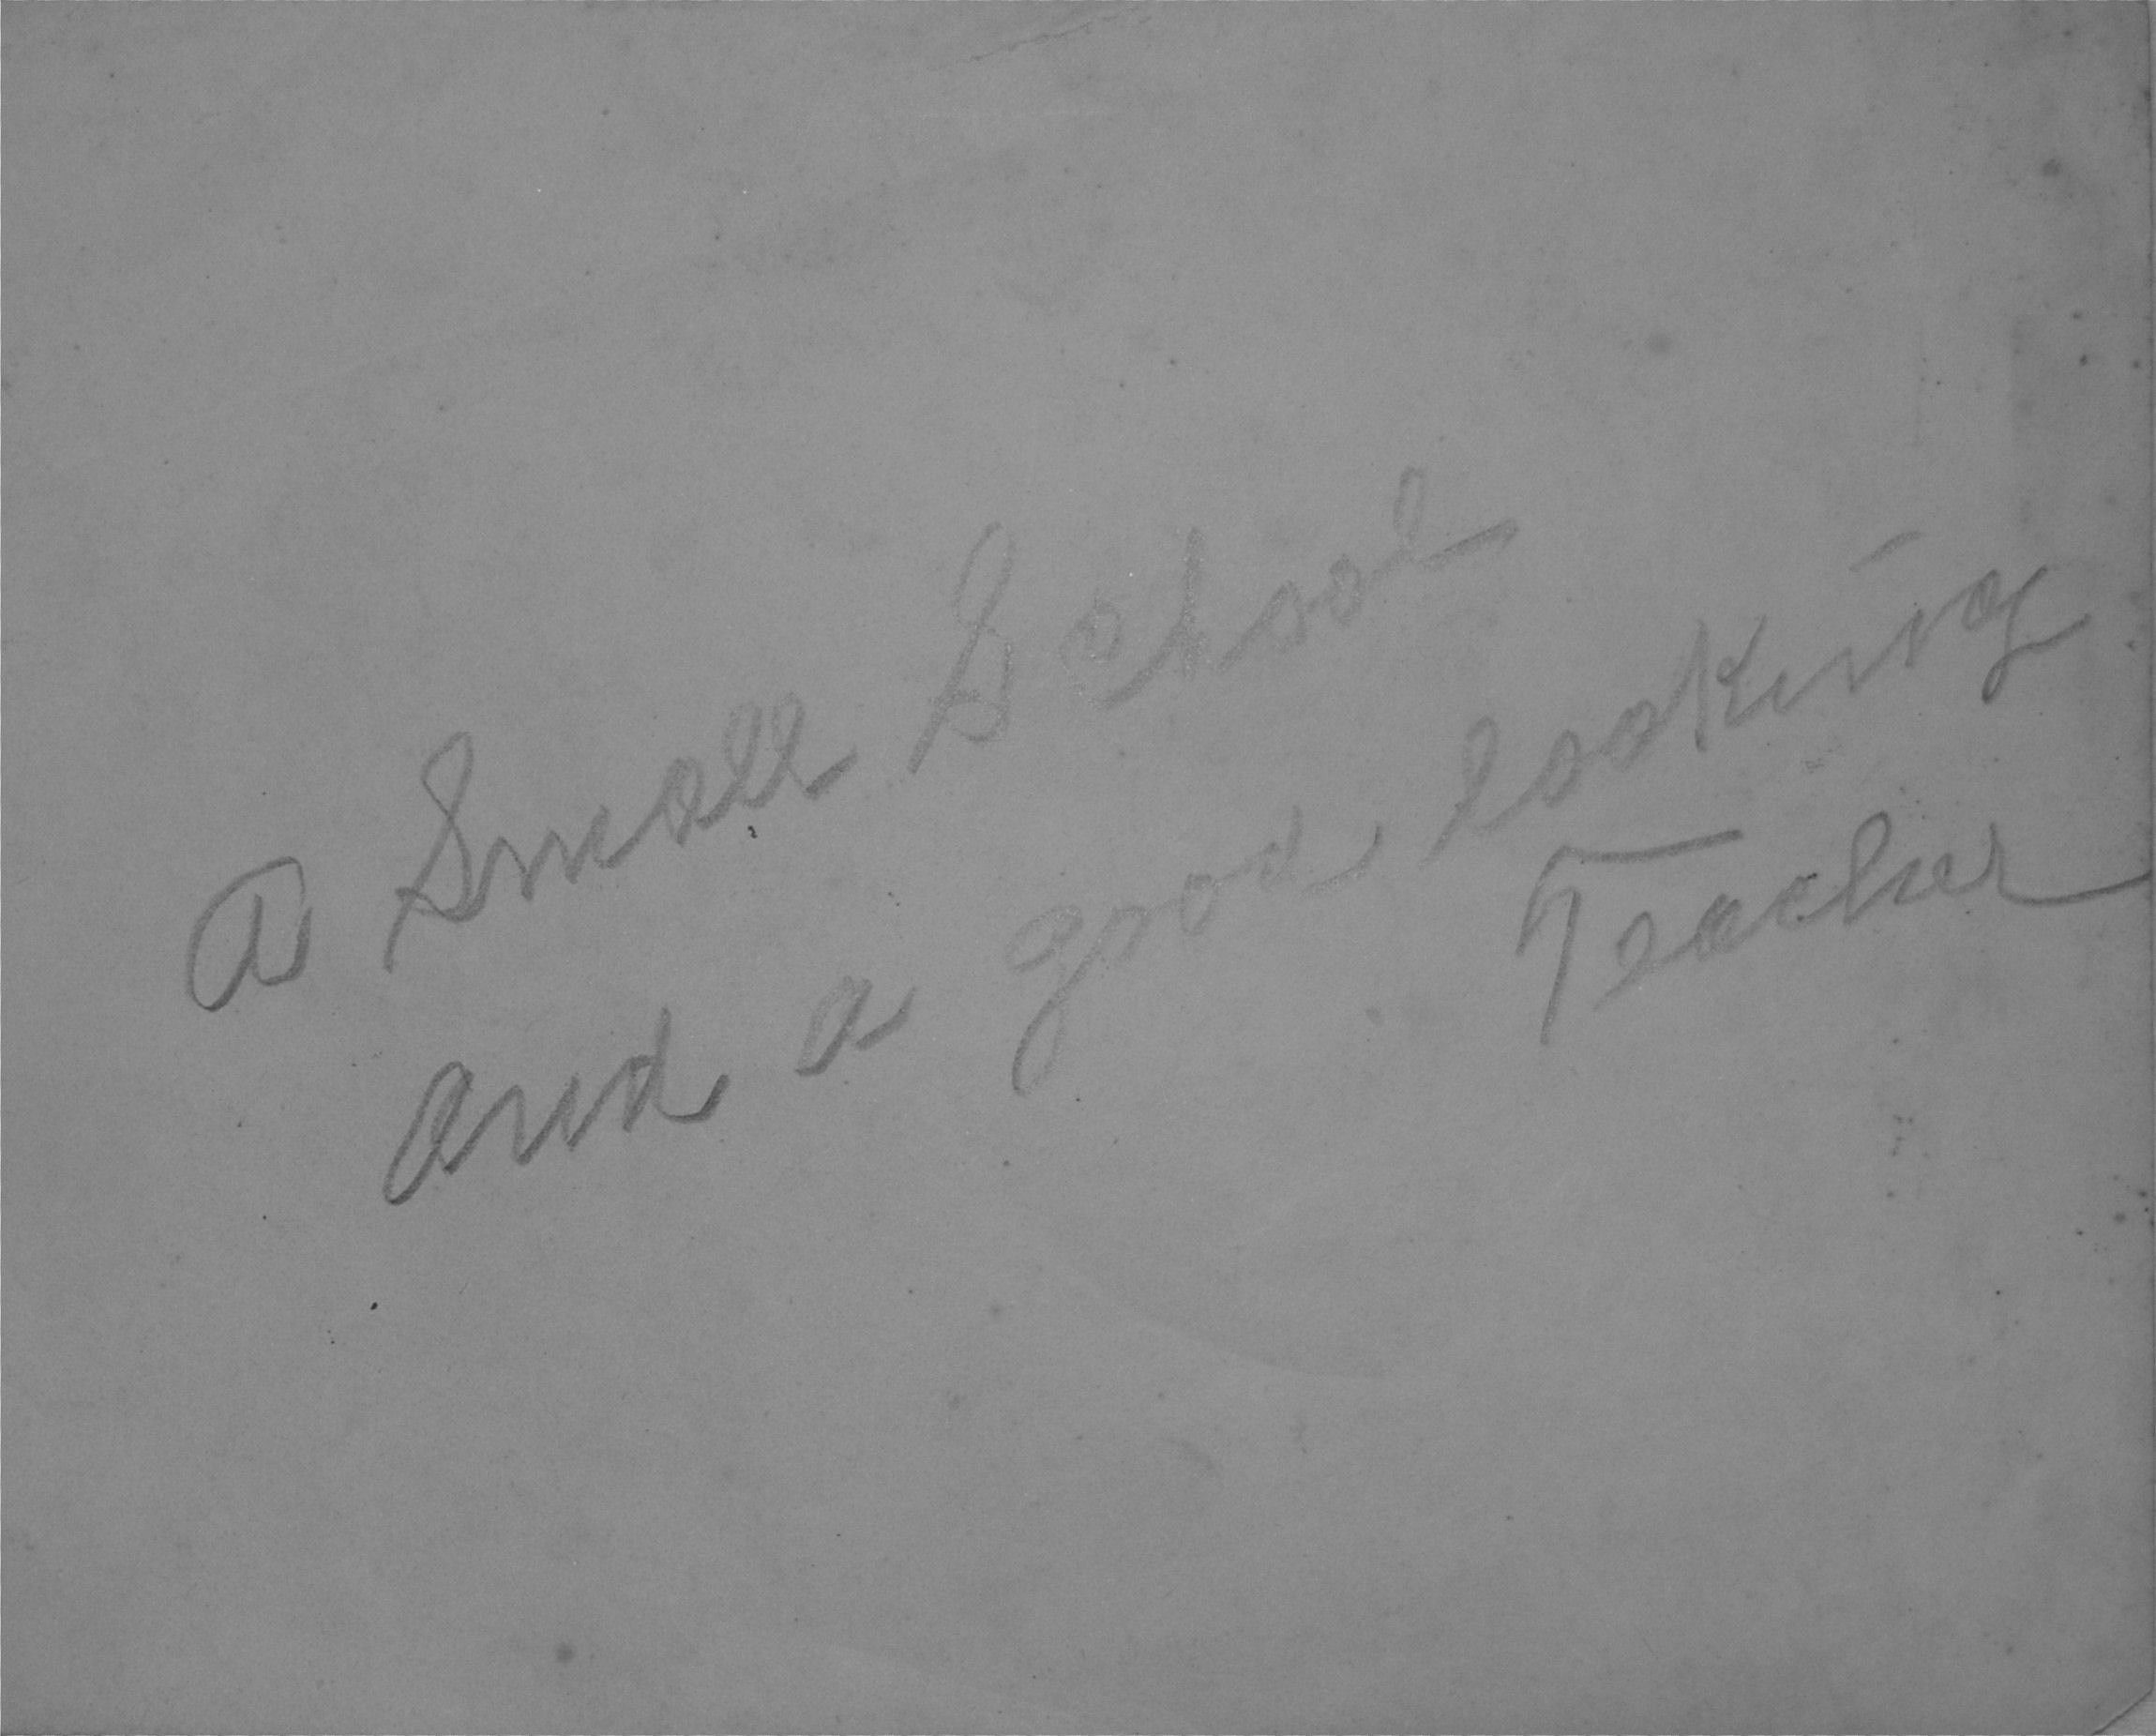 A Small School
and a good looking
Teacher